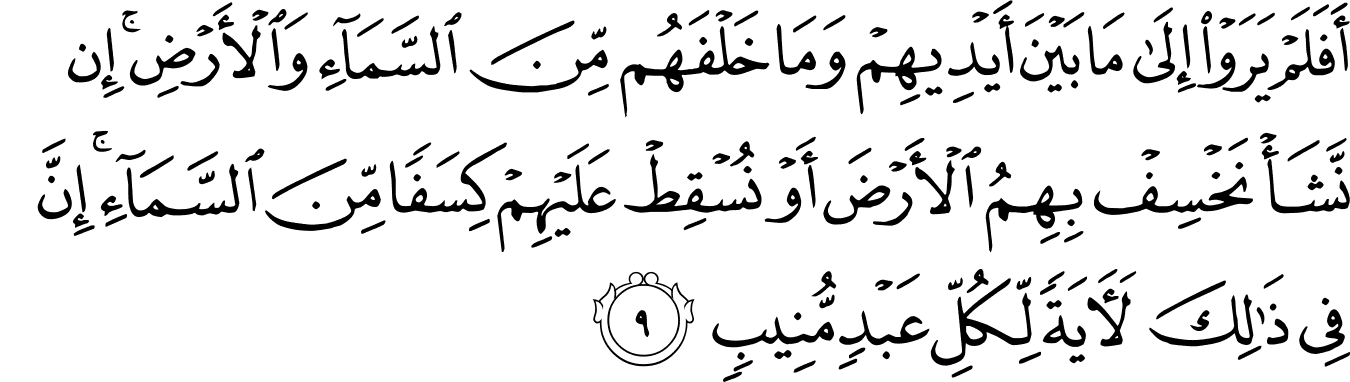 أَفَلَمْ يَرَوْا۟ إِلَىٰ مَا بَيْنَ أَيْدِيهِمْ وَمَا خَلْفَهُم مِّنَ ٱلسَّمَآءِ وَٱلْأَرْضِ ۚ إِن
نَّشَأْ نَخْسِفْ بِهِمُ ٱلْأَرْضَ أَوْ نُسْقِطْ عَلَيْهِمْ كِسَفًا مِّنَ ٱلسَّمَآءِ ۚ إِنَّ
فِى ذَٰلِكَ لَـَٔايَةً لِّكُلِّ عَبْدٍ مُّنِيبٍ ٩